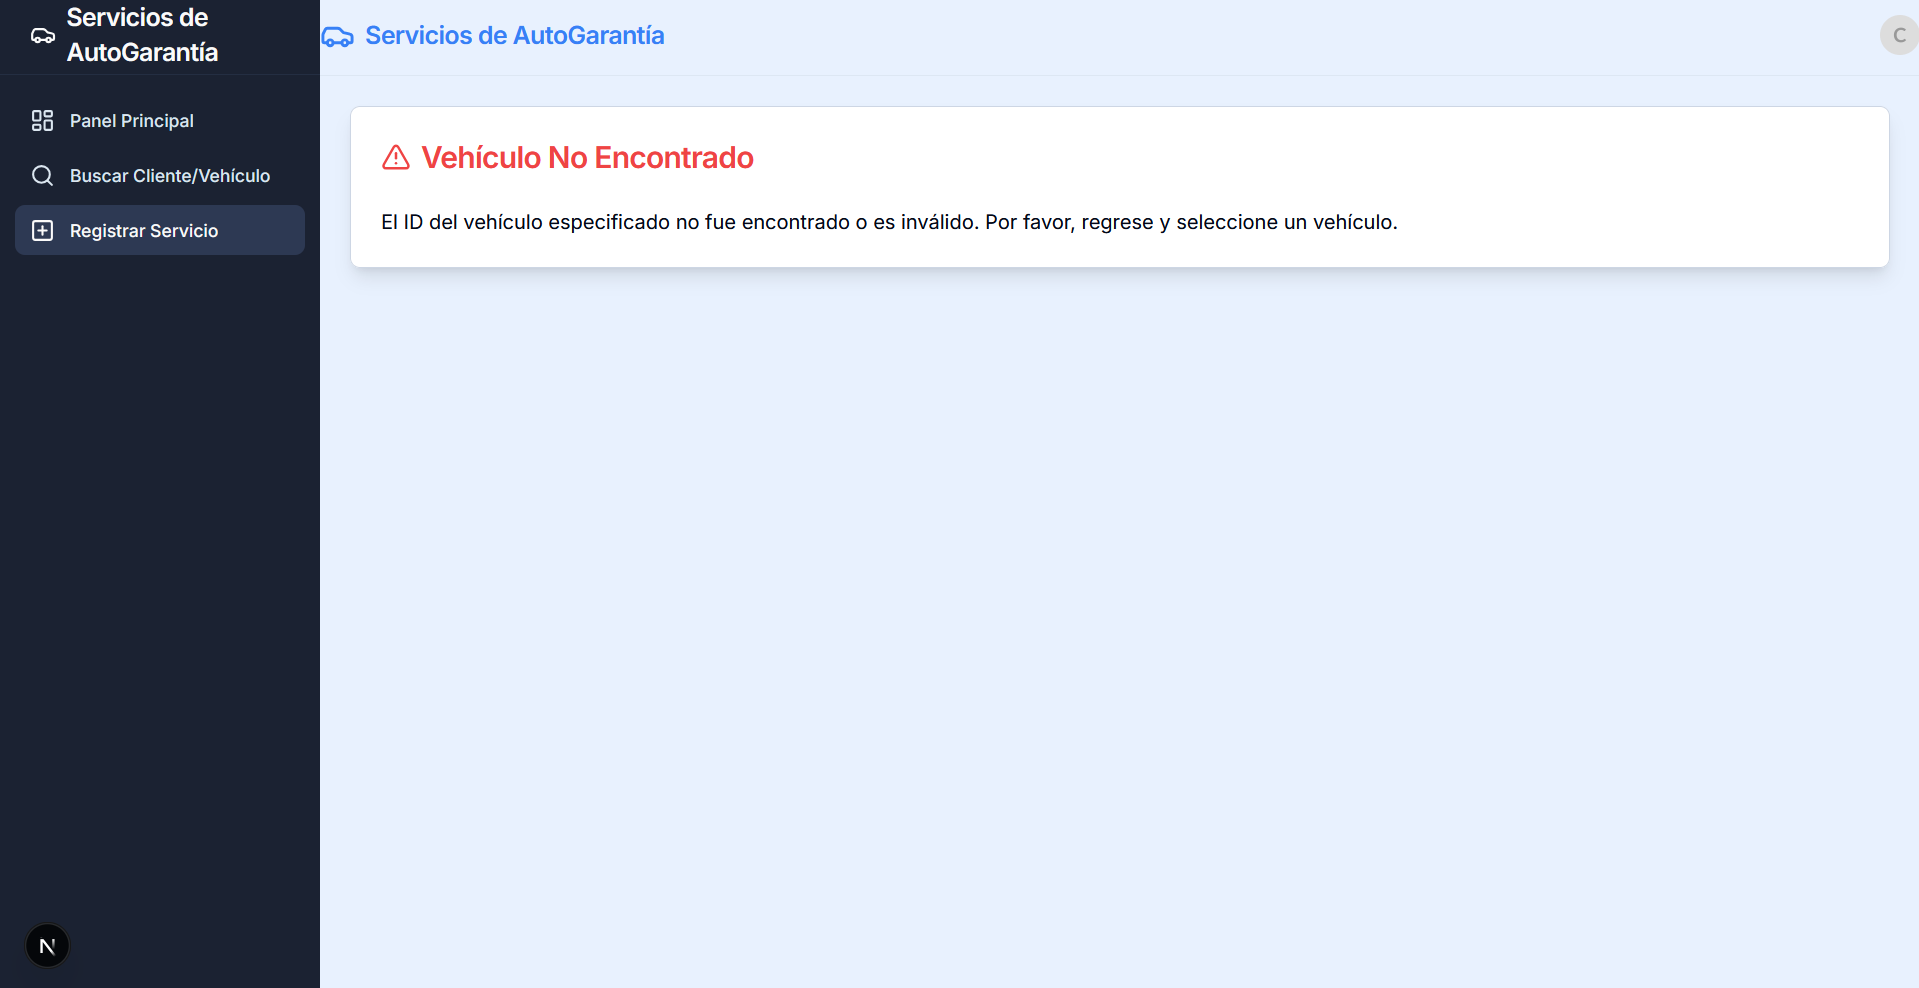 Servicios de
AutoGarantía
Servicios de AutoGarantía
C
Panel Principal
Buscar Cliente/Vehículo
Registrar Servicio
Vehículo No Encontrado
El ID del vehículo especificado no fue encontrado o es inválido. Por favor, regrese y seleccione un vehículo.
N